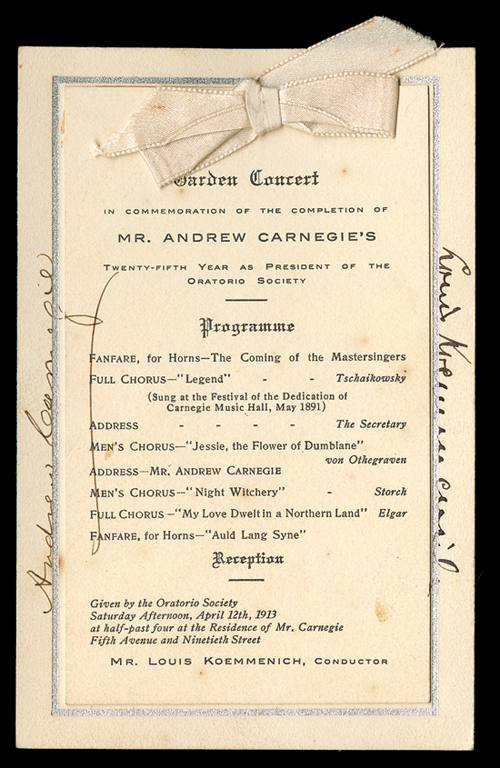 Garden Concert
IN COMMEMORATION OF THE COMPLETION OF
MR. ANDREW CARNEGIE'S
TWENTY-FIFTH YEAR AS PRESIDENT OF THE
ORATORIO SOCIETY
Programme
FANFARE, for Horns—The Coming of the Mastersingers
FULL CHORUS—"Legend" - - Tschaikowsky
(Sung at the Festival of the Dedication of
Carnegie Music Hall, May 1891)
ADDRESS - - - - The Secretary
MEN'S CHORUS—"Jessie, the Flower of Dumblane"
von Othegraven
ADDRESS—MR. ANDREW CARNEGIE
MEN'S CHORUS—"Night Witchery" - Storch
FULL CHORUS—"My Love Dwelt in a Northern Land" Elgar
FANFARE, for Horns—"Auld Lang Syne"
Reception
Given by the Oratorio Society
Saturday Afternoon, April 12th, 1913
at half-past four at the Residence of Mr. Carnegie
Fifth Avenue and Ninetieth Street
MR. LOUIS KOEMMENICH, CONDUCTOR
Andrew Carnegie
Louis Koemmenich